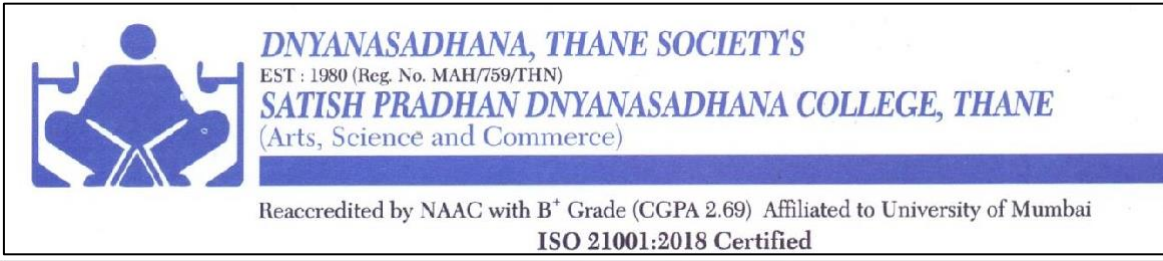 DNYANASADHANA, THANE SOCIETY'S
EST : 1980 (Reg. No. MAH/759/THN)
SATISH PRADHAN DNYANASADHANA COLLEGE, THANE
(Arts, Science and Commerce)
Reaccredited by NAAC with B⁺ Grade (CGPA 2.69) Affiliated to University of Mumbai
ISO 21001:2018 Certified